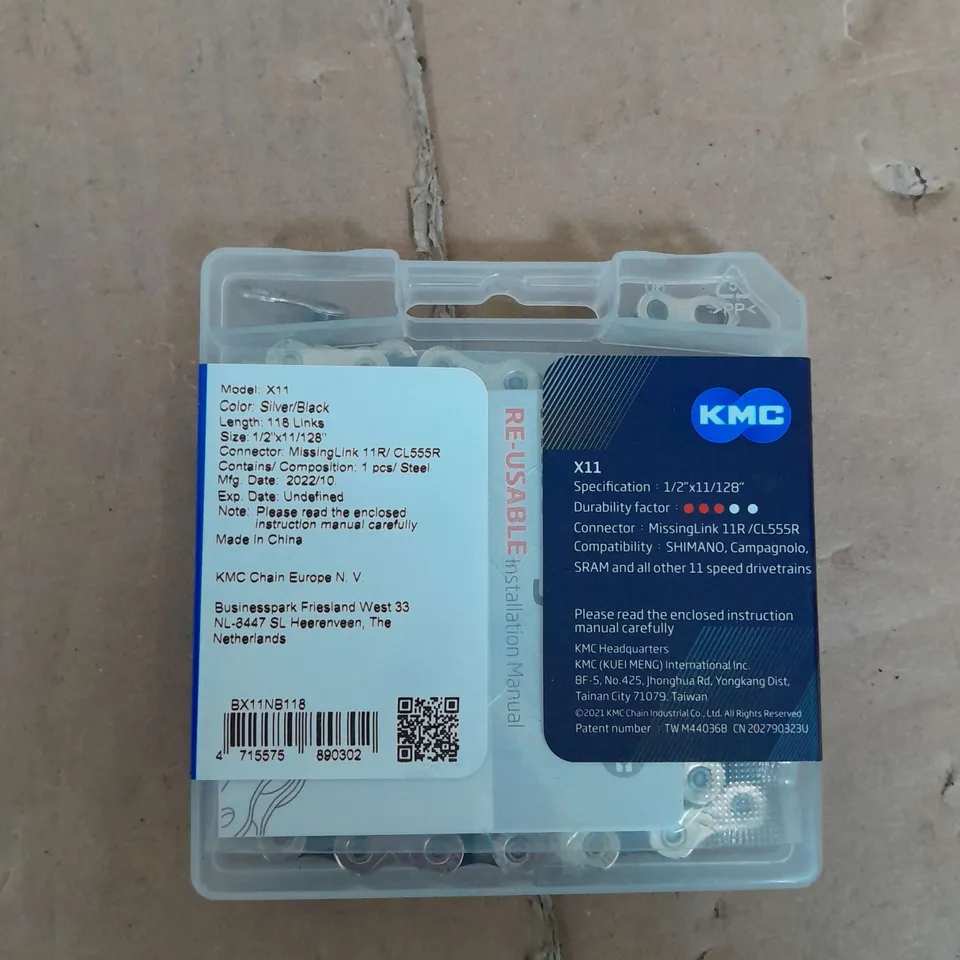 >PP<
Model: X11
Color: Silver/Black
Length: 118 Links
Size: 1/2"x11/128"
Connector: MissingLink 11R/ CL555R
Contains/ Composition: 1 pcs/ Steel
Mfg. Date: 2022/10.
Exp. Date: Undefined
Note: Please read the enclosed
instruction manual carefully
Made In China
KMC Chain Europe N. V.
Businesspark Friesland West 33
NL-8447 SL Heerenveen, The
Netherlands
BX11NB118
4 715575 890302
RE-USABLE
Installation Manual
KMC
X11
Specification : 1/2"x11/128"
Durability factor :
Connector : MissingLink 11R /CL555R
Compatibility : SHIMANO, Campagnolo,
SRAM and all other 11 speed drivetrains
Please read the enclosed instruction
manual carefully
KMC Headquarters
KMC (KUEI MENG) International Inc.
8F-5, No.425, Jhonghua Rd, Yongkang Dist,
Tainan City 71079, Taiwan
©2021 KMC Chain Industrial Co., Ltd. All Rights Reserved
Patent number : TW M44036B CN 202790323U